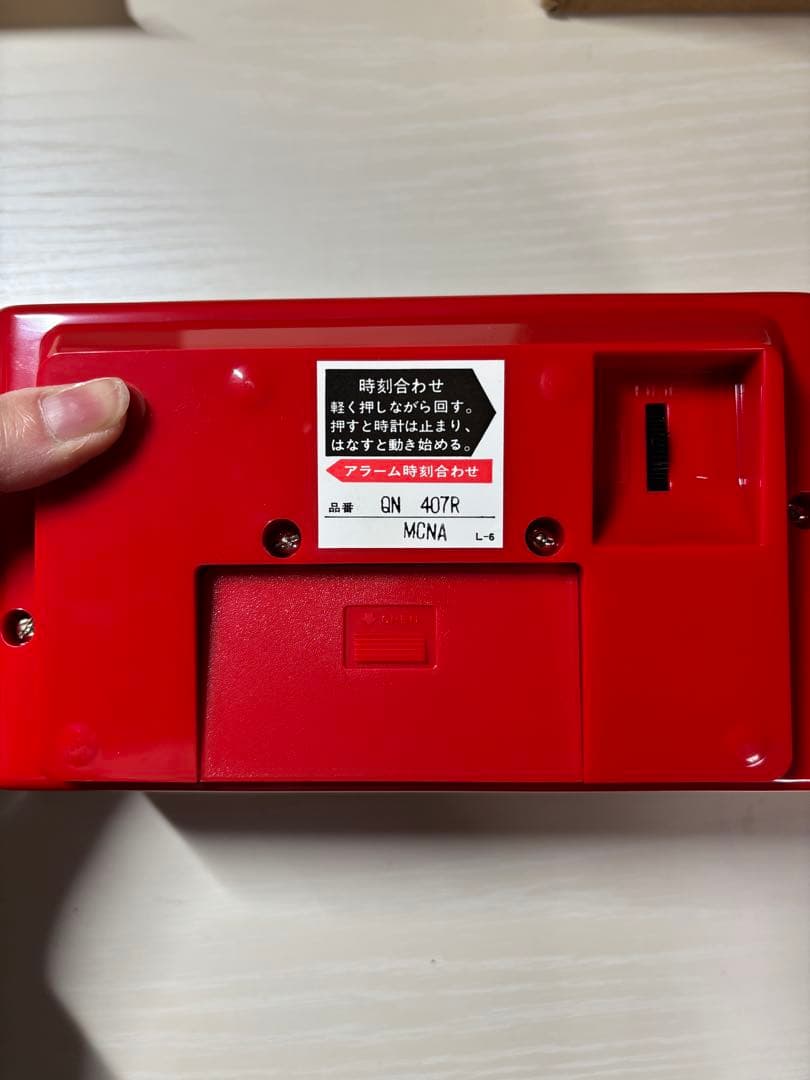 時刻合わせ
軽く押しながら回す。
押すと時計は止まり、
はなすと動き始める。
アラーム時刻合わせ
品番 QN 407R
MCNA L-6